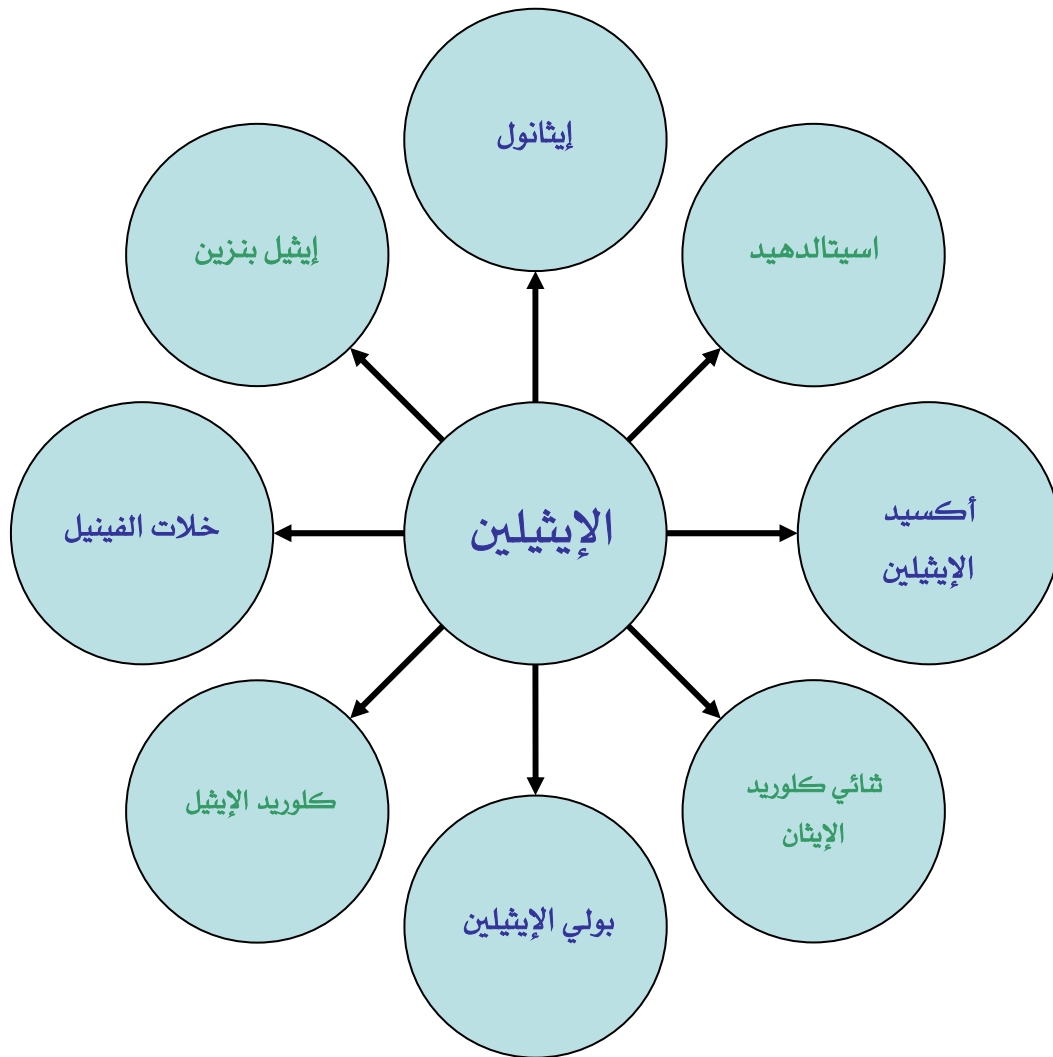 إيثانول
إيثيل بنزين
اسيتالدهيد
خلات الفينيل
الإيثيلين
أكسيد
الإيثيلين
كلوريد الإيثيل
ثنائي كلوريد
الإيثان
بولي الإيثيلين